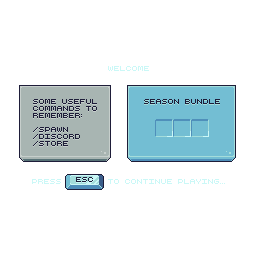 WELCOME
SOME USEFUL
COMMANDS TO
REMEMBER:
/SPAWN
/DISCORD
/STORE
SEASON BUNDLE
PRESS ESC TO CONTINUE PLAYING..